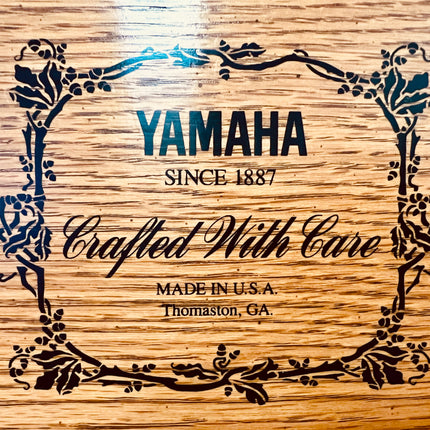 YAMAHA
SINCE 1887
Crafted With Care
MADE IN U.S.A.
Thomaston, GA.